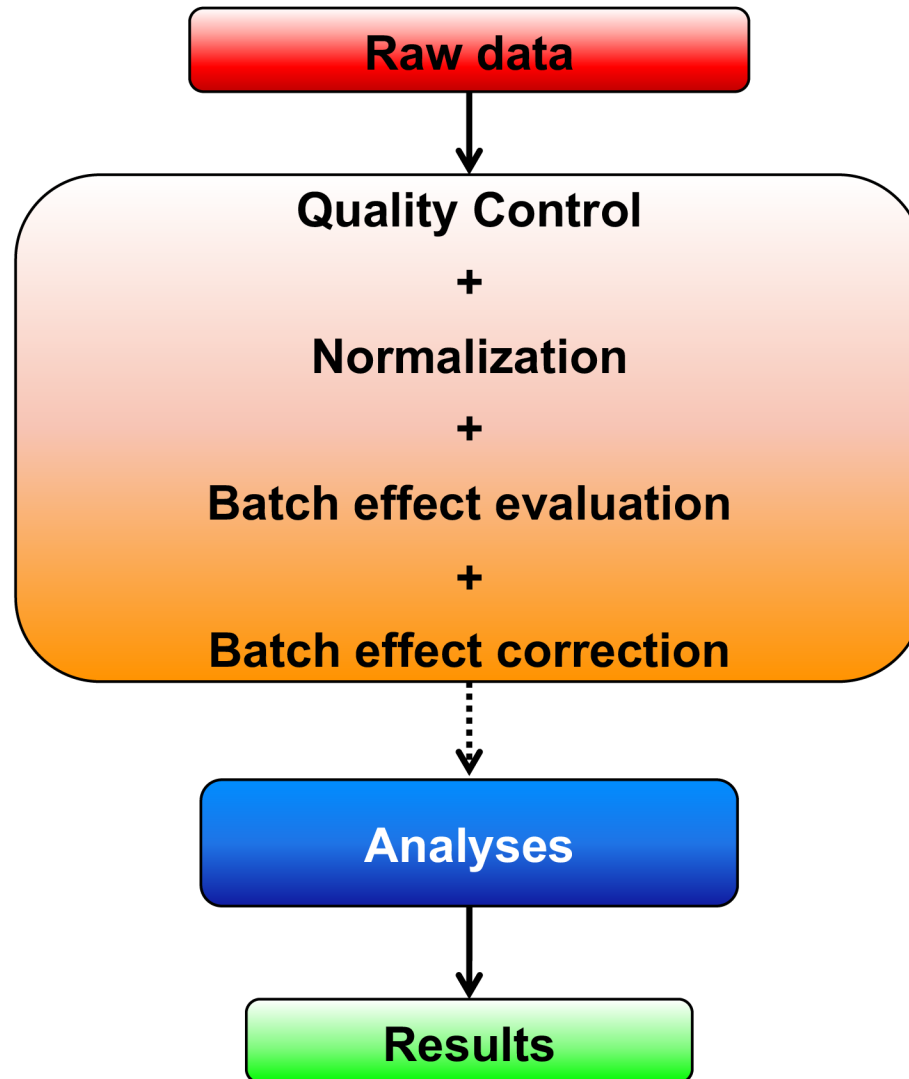 Raw data
Quality Control
+
Normalization
+
Batch effect evaluation
+
Batch effect correction
Analyses
Results